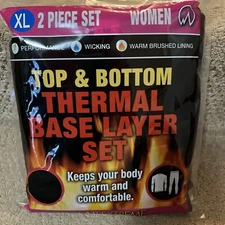 XL 2 PIECE SET WOMEN
PERFORMANCE WICKING WARM BRUSHED LINING
TOP & BOTTOM
THERMAL
BASE LAYER
SET
Keeps your body
warm and
comfortable.